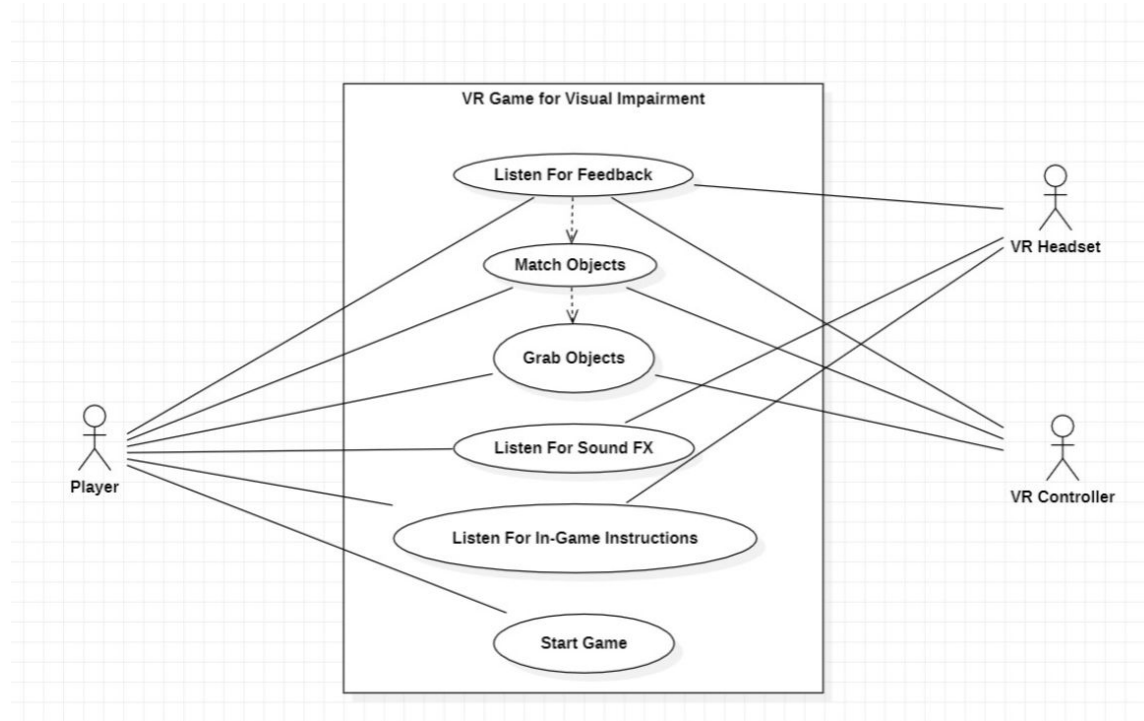 VR Game for Visual Impairment
Listen For Feedback
VR Headset
Match Objects
Grab Objects
Listen For Sound FX
Player
VR Controller
Listen For In-Game Instructions
Start Game